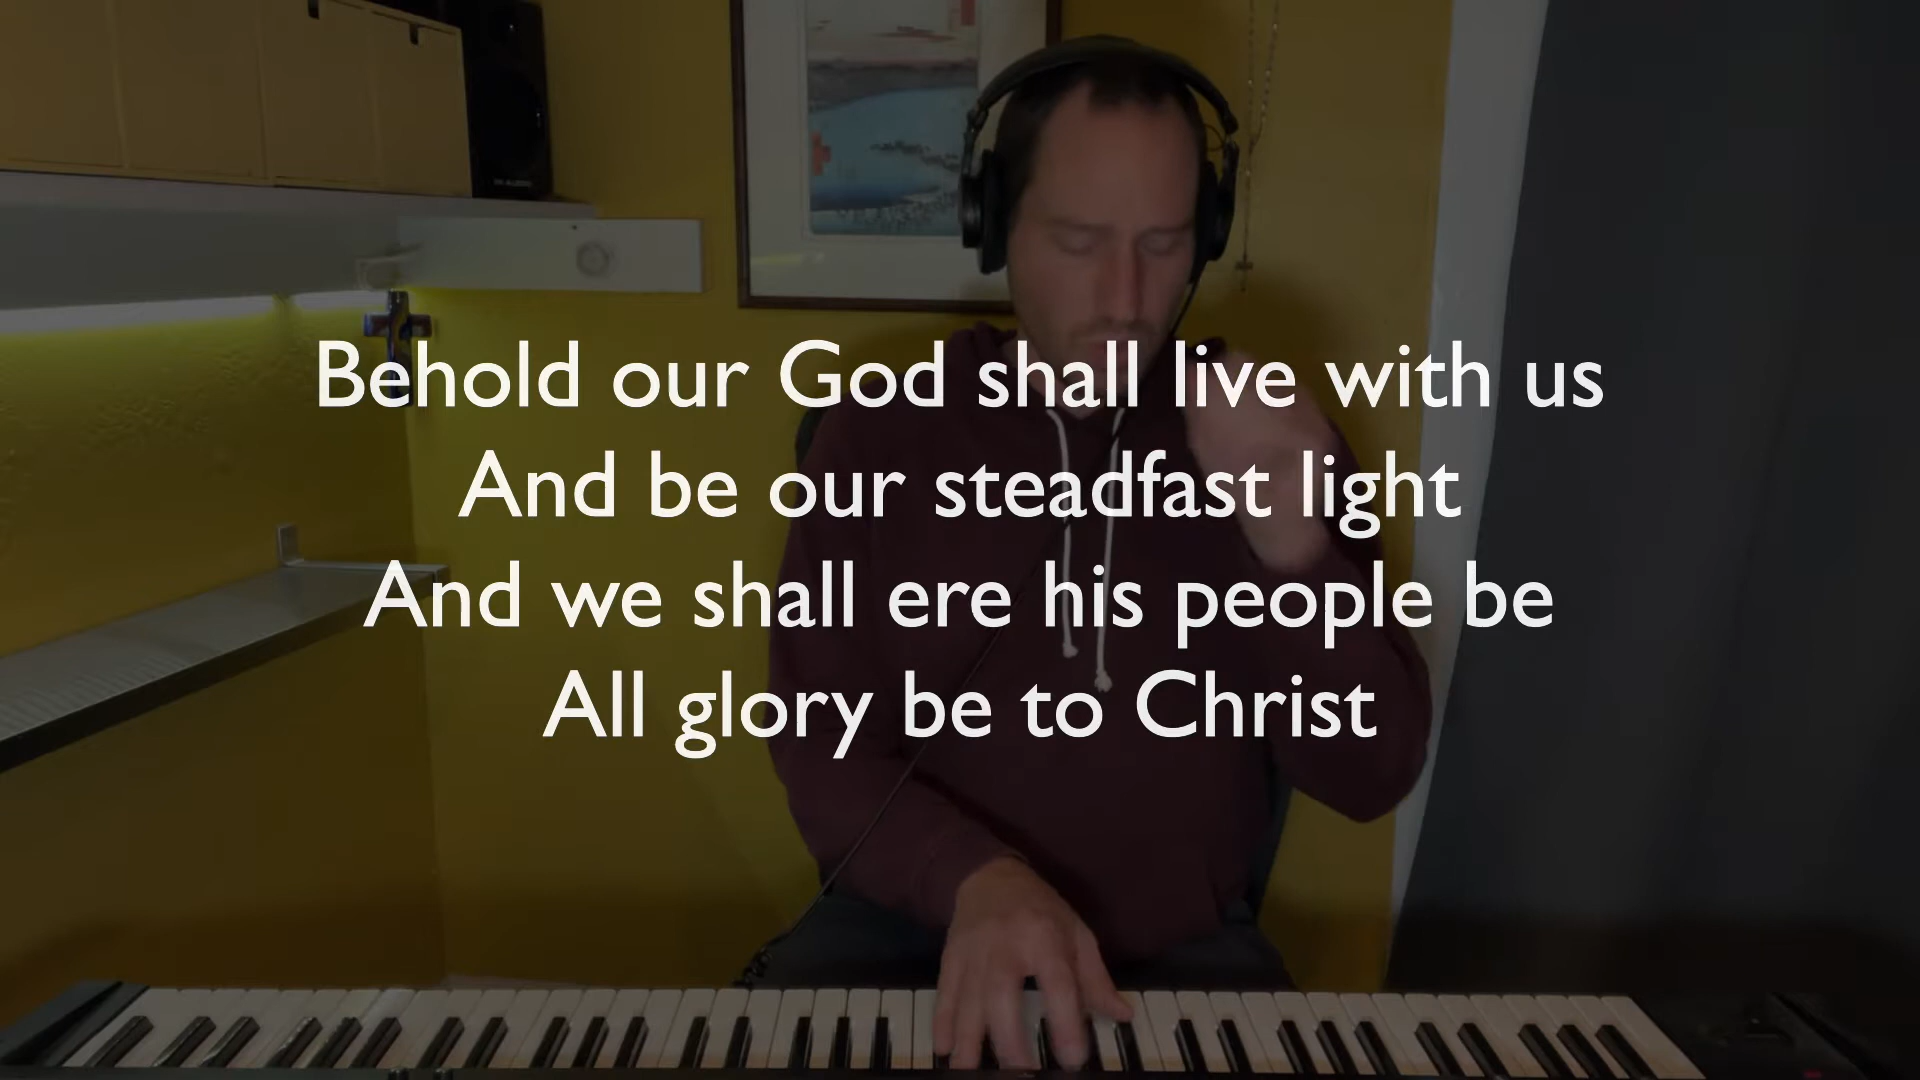 Behold our God shall live with us
And be our steadfast light
And we shall ere his people be
All glory be to Christ